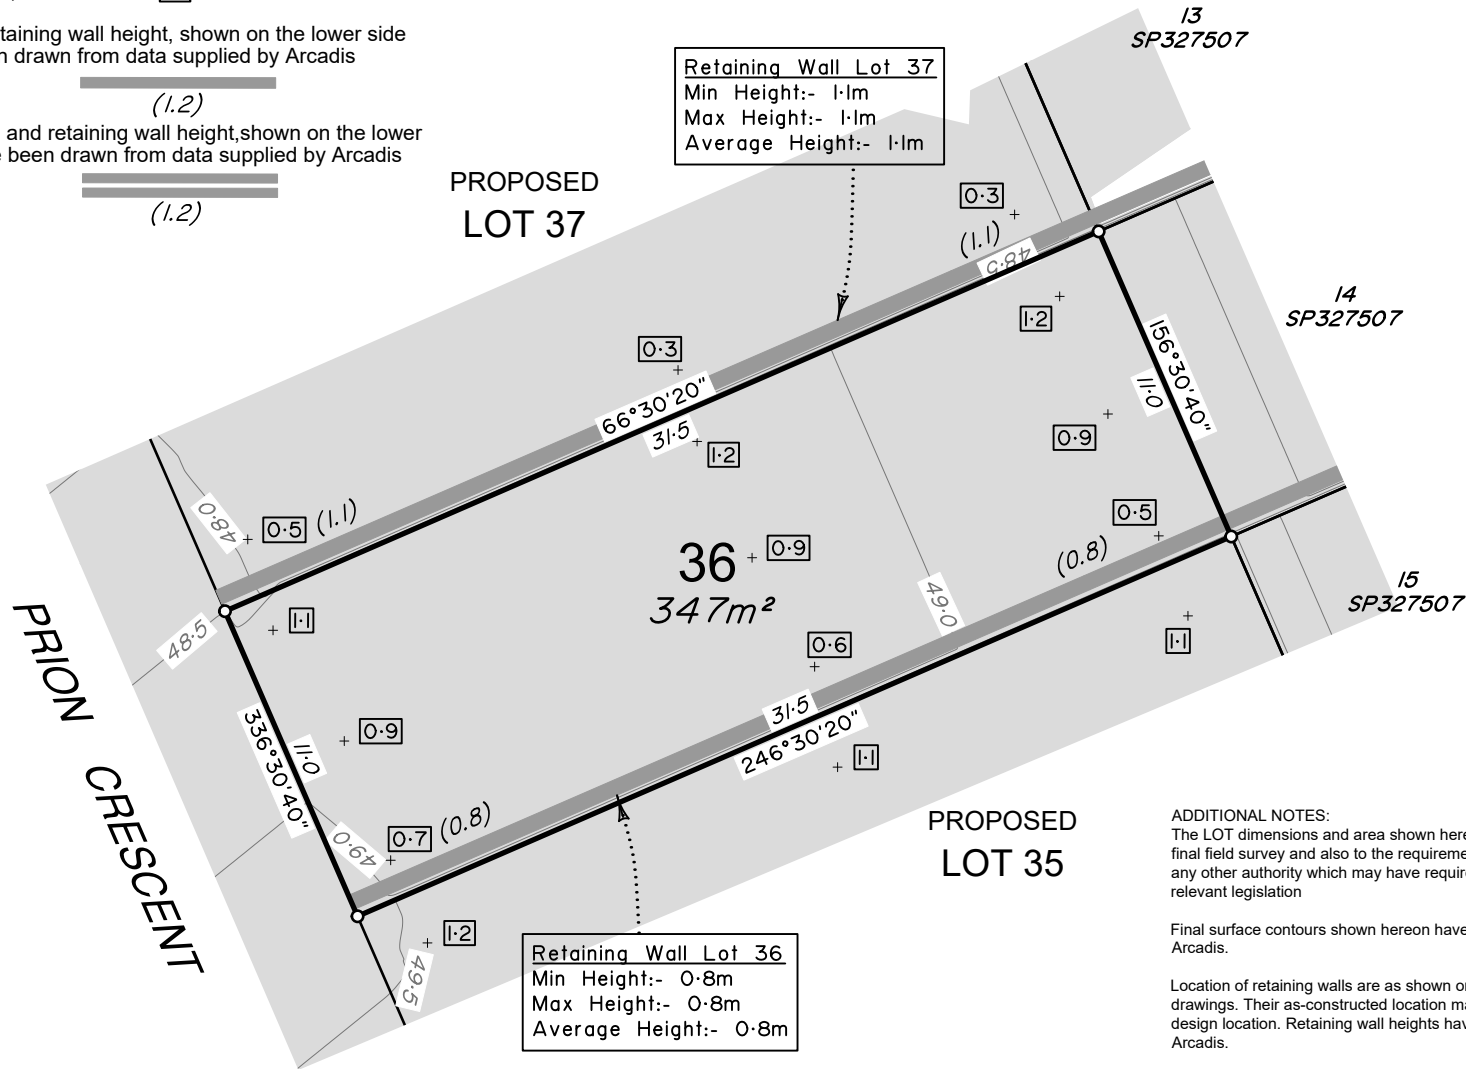 taining wall height, shown on the lower side
n drawn from data supplied by Arcadis
(1.2)
and retaining wall height,shown on the lower
e been drawn from data supplied by Arcadis
(1.2)
PROPOSED
LOT 37
Retaining Wall Lot 37
Min Height:- 1·1m
Max Height:- 1·1m
Average Height:- 1·1m
13
SP327507
0·3
(1.1)
48·5
1·2
14
SP327507
0·3
66°30'20"
31·5
1·2
156°30'40"
11·0
0·9
48·0
0·5
(1.1)
0·5
(0.8)
36
0·9
347m²
49·0
15
SP327507
1·1
48·5
1·1
0·6
PRION CRESCENT
336°30'40"
11·0
0·9
31·5
246°30'20"
1·1
49·0
0·7
(0.8)
PROPOSED
LOT 35
1·2
49·5
Retaining Wall Lot 36
Min Height:- 0·8m
Max Height:- 0·8m
Average Height:- 0·8m
ADDITIONAL NOTES:
The LOT dimensions and area shown here
final field survey and also to the requireme
any other authority which may have require
relevant legislation
Final surface contours shown hereon have
Arcadis.
Location of retaining walls are as shown or
drawings. Their as-constructed location ma
design location. Retaining wall heights hav
Arcadis.